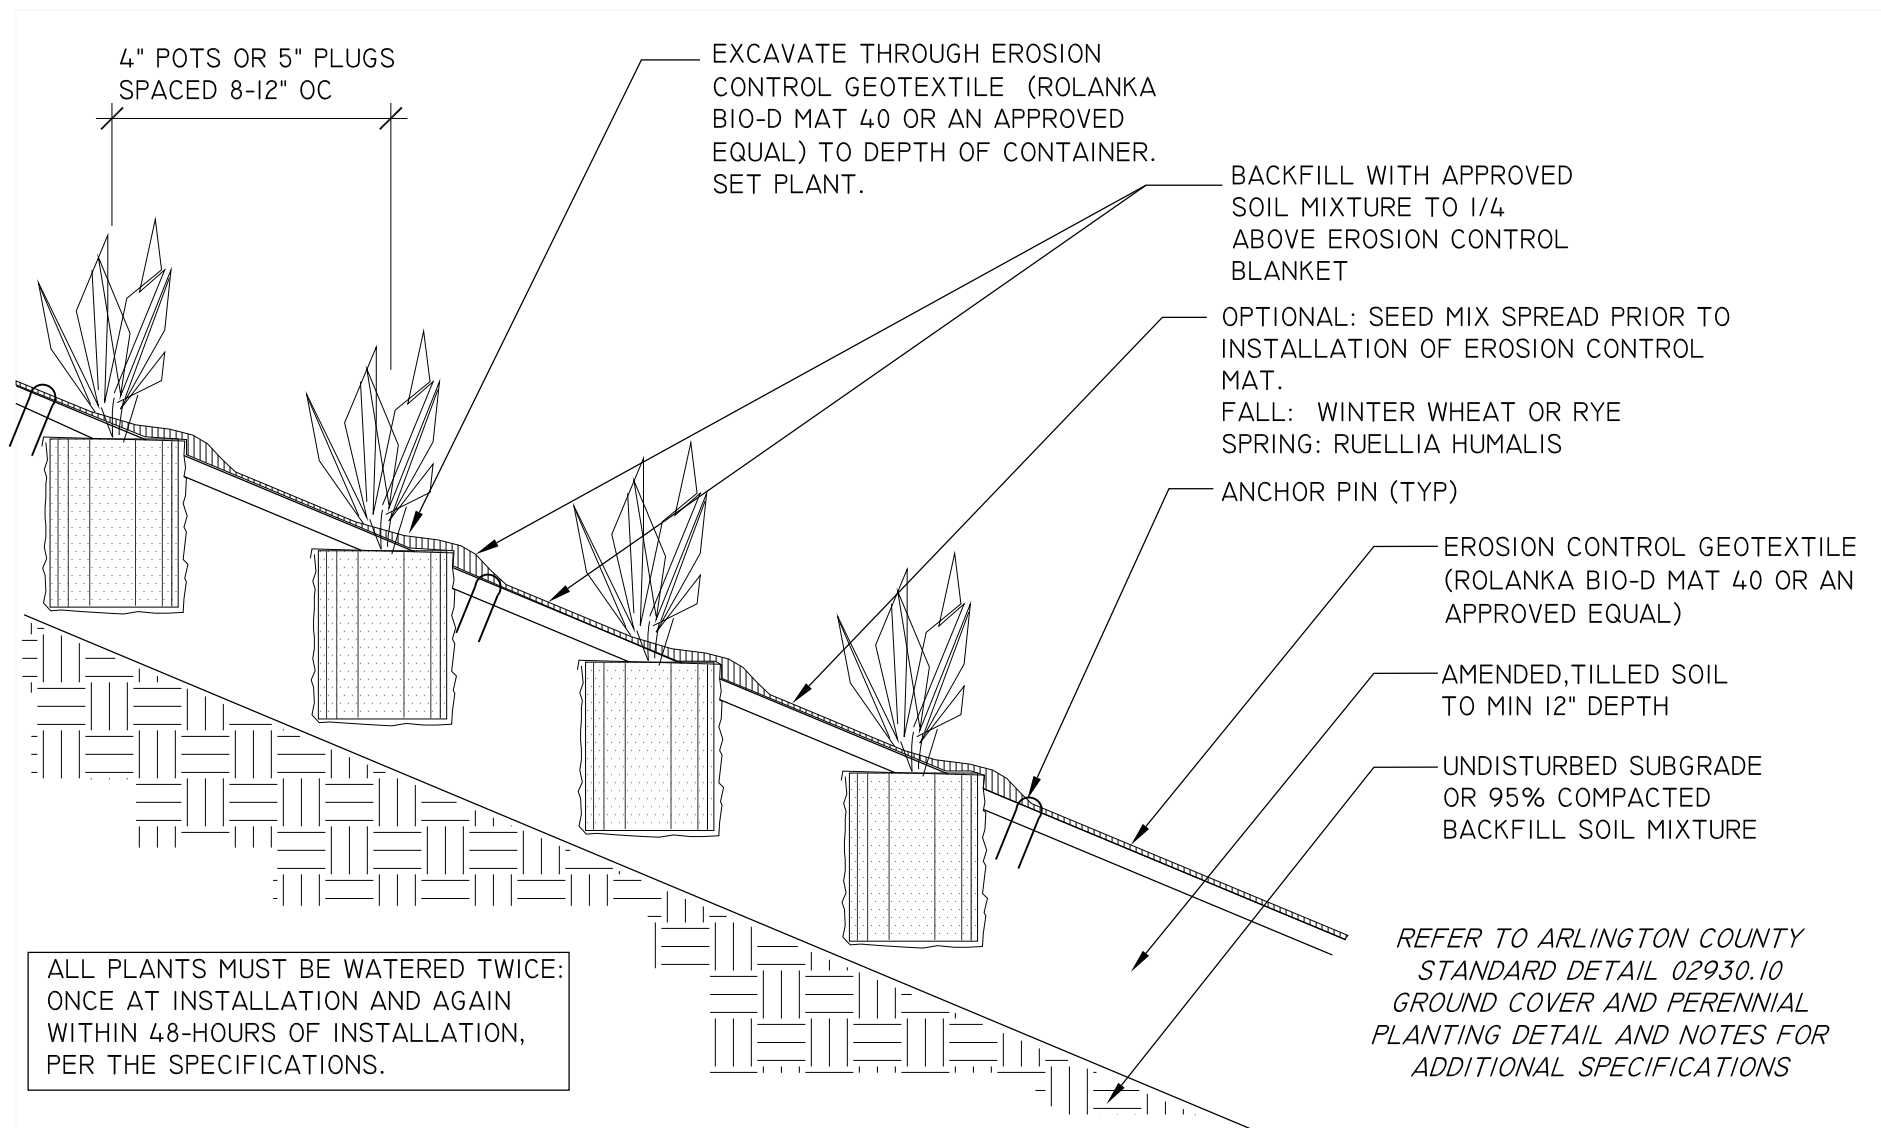 4" POTS OR 5" PLUGS
SPACED 8-12" OC
EXCAVATE THROUGH EROSION
CONTROL GEOTEXTILE (ROLANKA
BIO-D MAT 40 OR AN APPROVED
EQUAL) TO DEPTH OF CONTAINER.
SET PLANT.
BACKFILL WITH APPROVED
SOIL MIXTURE TO 1/4
ABOVE EROSION CONTROL
BLANKET
OPTIONAL: SEED MIX SPREAD PRIOR TO
INSTALLATION OF EROSION CONTROL
MAT.
FALL: WINTER WHEAT OR RYE
SPRING: RUELLIA HUMALIS
ANCHOR PIN (TYP)
EROSION CONTROL GEOTEXTILE
(ROLANKA BIO-D MAT 40 OR AN
APPROVED EQUAL)
AMENDED,TILLED SOIL
TO MIN 12" DEPTH
UNDISTURBED SUBGRADE
OR 95% COMPACTED
BACKFILL SOIL MIXTURE
ALL PLANTS MUST BE WATERED TWICE:
ONCE AT INSTALLATION AND AGAIN
WITHIN 48-HOURS OF INSTALLATION,
PER THE SPECIFICATIONS.
REFER TO ARLINGTON COUNTY
STANDARD DETAIL 02930.10
GROUND COVER AND PERENNIAL
PLANTING DETAIL AND NOTES FOR
ADDITIONAL SPECIFICATIONS